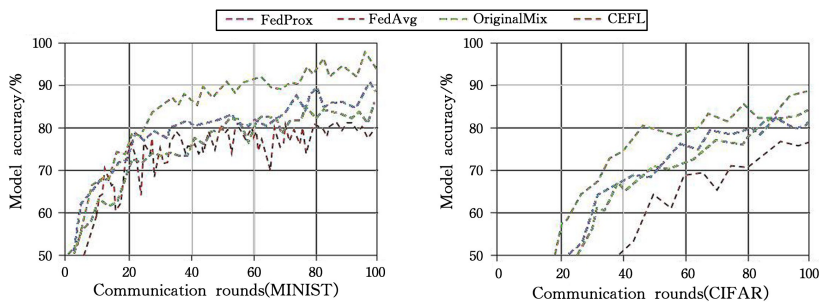 FedProx FedAvg OriginalMix CEFL
100
90
80
70
60
50
Model accuracy/%
0 20 40 60 80 100
Communication rounds(MINIST)
100
90
80
70
60
50
Model accuracy/%
0 20 40 60 80 100
Communication rounds(CIFAR)